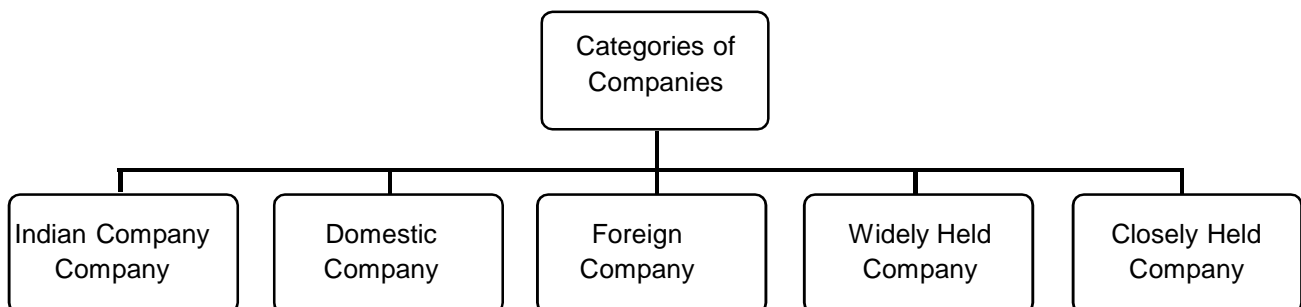 Categories of
Companies
Indian Company
Company
Domestic
Company
Foreign
Company
Widely Held
Company
Closely Held
Company